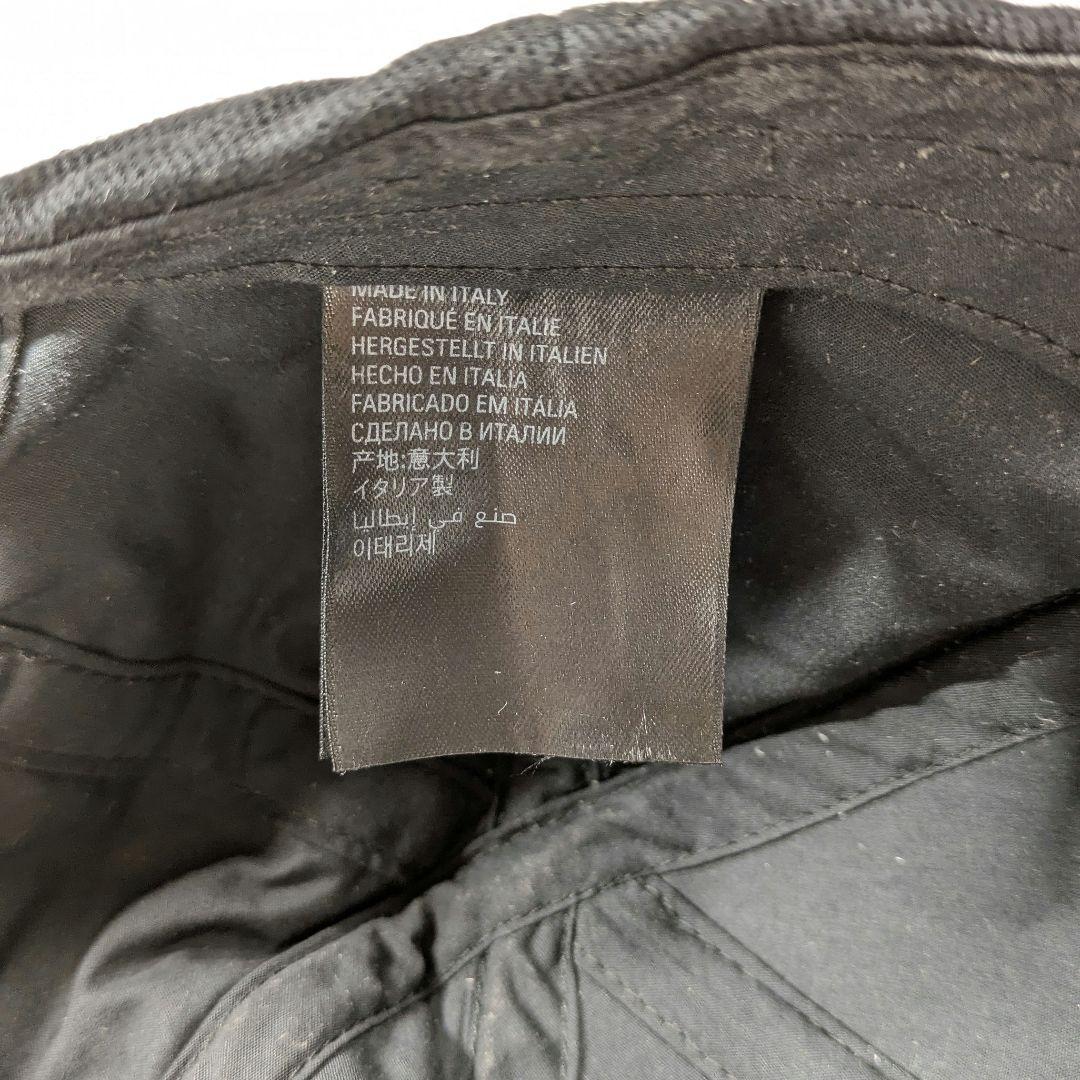 MADE IN ITALY
FABRIQUÉ EN ITALIE
HERGESTELLT IN ITALIEN
HECHO EN ITALIA
FABRICADO EM ITÁLIA
СДЕЛАНО В ИТАЛИИ
产地:意大利
イタリア製
صنع في إيطاليا
이태리제